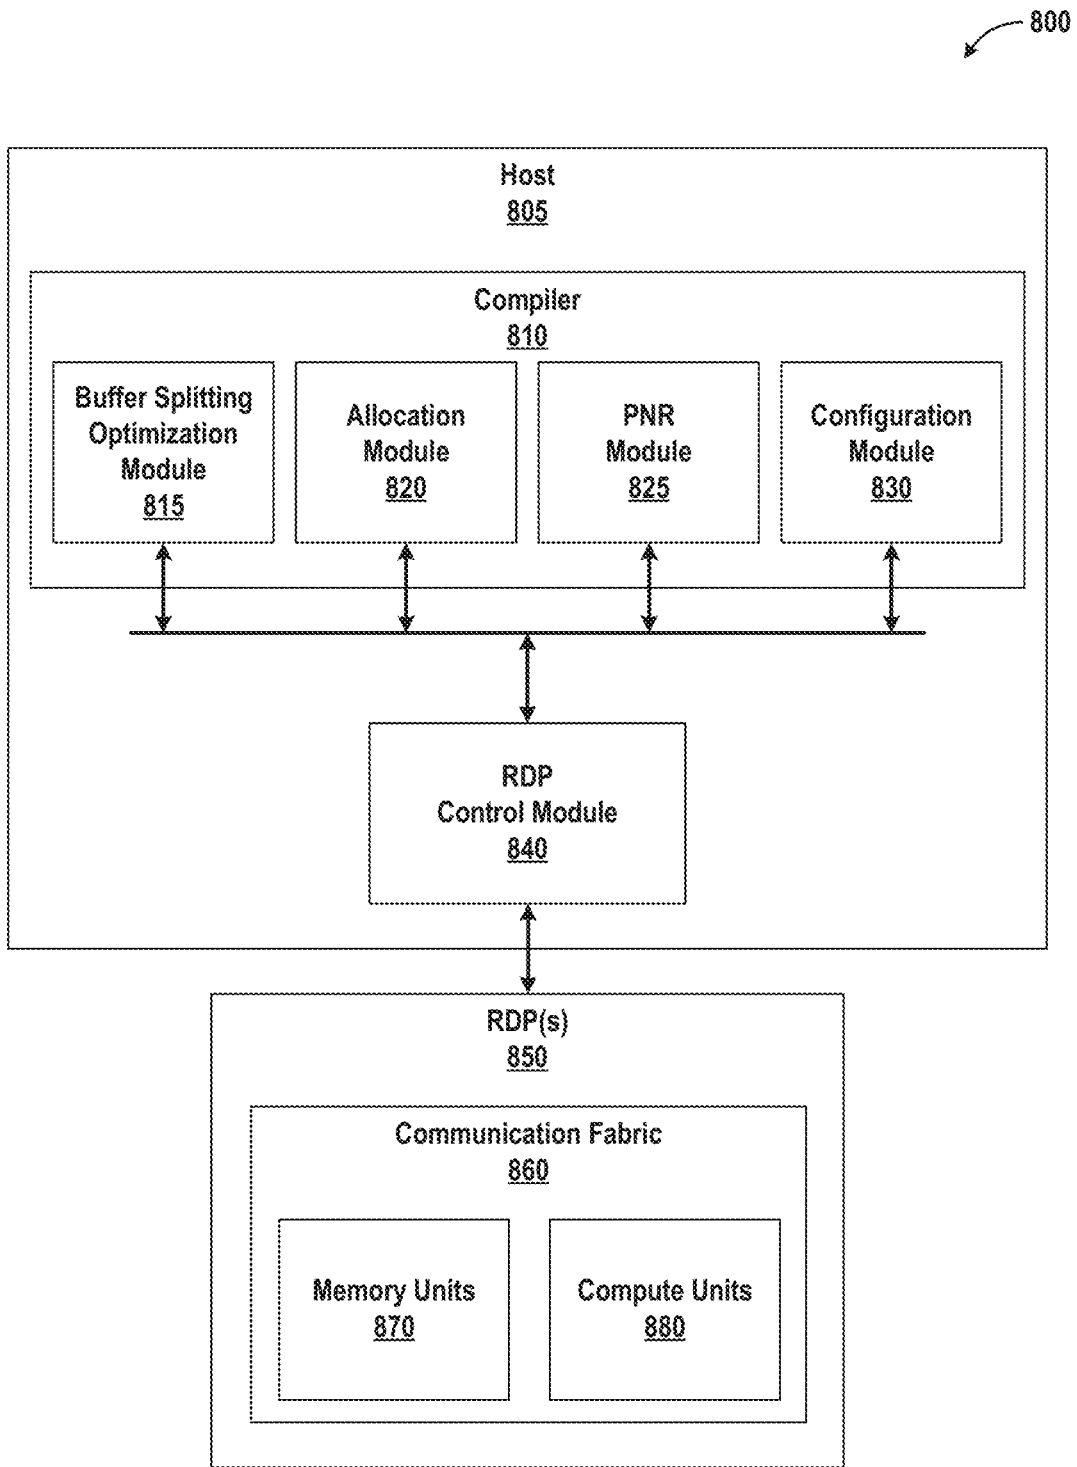 800
Host
805
Compiler
810
Buffer Splitting
Optimization
Module
815
Allocation
Module
820
PNR
Module
825
Configuration
Module
830
RDP
Control Module
840
RDP(s)
850
Communication Fabric
860
Memory Units
870
Compute Units
880